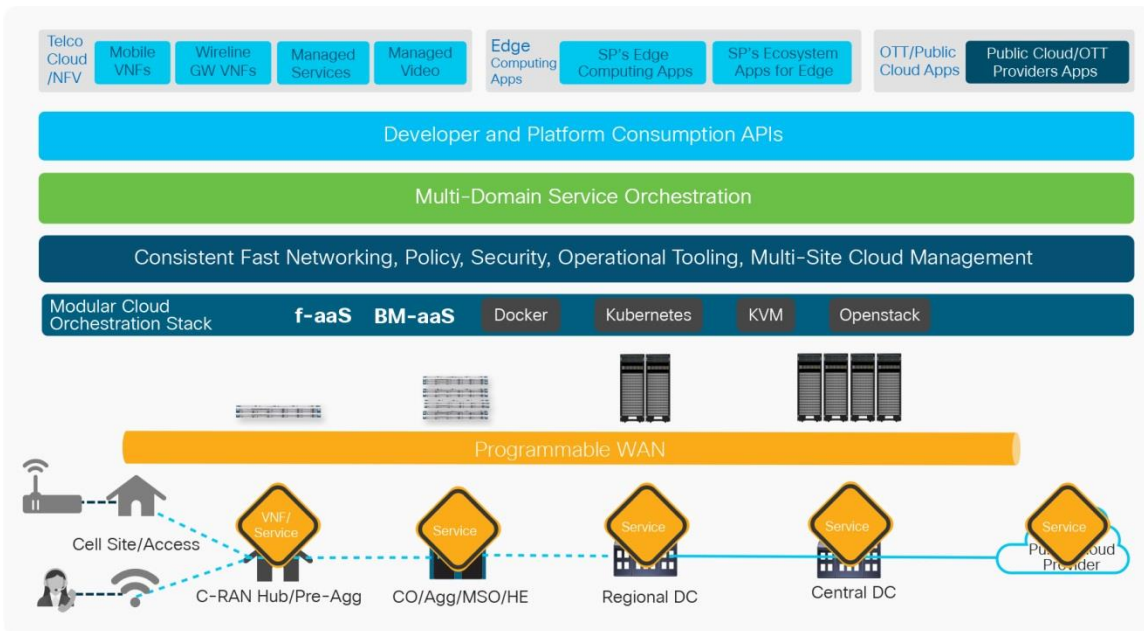 Telco
Cloud
/NFV
Mobile
VNFs
Wireline
GW VNFs
Managed
Services
Managed
Video
Edge
Computing
Apps
SP's Edge
Computing Apps
SP's Ecosystem
Apps for Edge
OTT/Public
Cloud Apps
Public Cloud/OTT
Providers Apps
Developer and Platform Consumption APIs
Multi-Domain Service Orchestration
Consistent Fast Networking, Policy, Security, Operational Tooling, Multi-Site Cloud Management
Modular Cloud
Orchestration Stack
f-aaS
BM-aaS
Docker
Kubernetes
KVM
Openstack
Programmable WAN
VNF/
Service
Service
Service
Service
Service
Cell Site/Access
C-RAN Hub/Pre-Agg
CO/Agg/MSO/HE
Regional DC
Central DC
Public Cloud
Provider